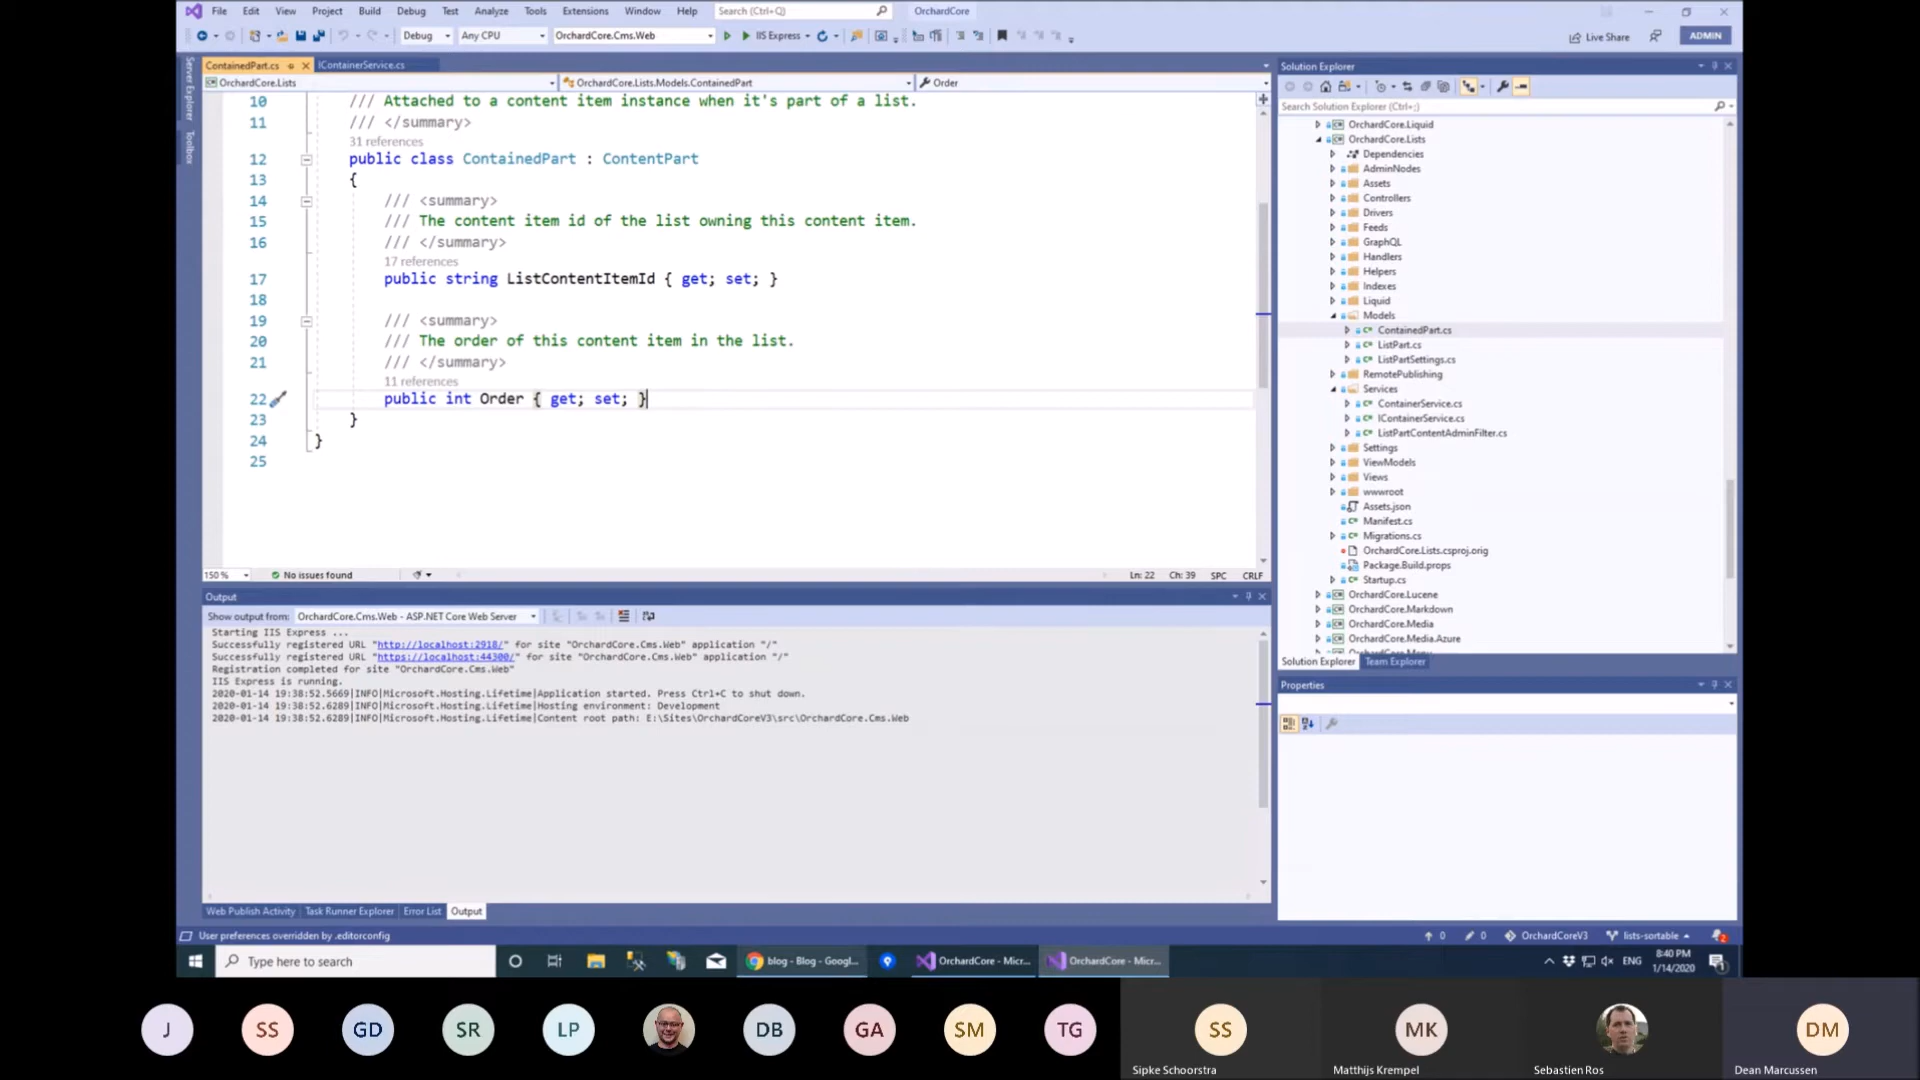 File Edit View Project Build Debug Test Analyze Tools Extensions Window Help Search (Ctrl+Q) OrchardCore
Debug Any CPU OrchardCore.Cms.Web IIS Express Live Share ADMIN
Server Explorer
Toolbox
ContainedPart.cs IContainerService.cs
OrchardCore.Lists OrchardCore.Lists.Models.ContainedPart Order
10 /// Attached to a content item instance when it's part of a list.
11 /// </summary>
31 references
12 public class ContainedPart : ContentPart
13 {
14 /// <summary>
15 /// The content item id of the list owning this content item.
16 /// </summary>
17 references
17 public string ListContentItemId { get; set; }
18
19 /// <summary>
20 /// The order of this content item in the list.
21 /// </summary>
11 references
22 public int Order { get; set; }
23 }
24 }
25
150 % No issues found Ln: 22 Ch: 39 SPC CRLF
Output
Show output from: OrchardCore.Cms.Web - ASP.NET Core Web Server
Starting IIS Express ...
Successfully registered URL "http://localhost:2918/" for site "OrchardCore.Cms.Web" application "/"
Successfully registered URL "https://localhost:44300/" for site "OrchardCore.Cms.Web" application "/"
Registration completed for site "OrchardCore.Cms.Web"
IIS Express is running.
2020-01-14 19:38:52.5669|INFO|Microsoft.Hosting.Lifetime|Application started. Press Ctrl+C to shut down.
2020-01-14 19:38:52.6289|INFO|Microsoft.Hosting.Lifetime|Hosting environment: Development
2020-01-14 19:38:52.6289|INFO|Microsoft.Hosting.Lifetime|Content root path: E:\Sites\OrchardCoreV3\src\OrchardCore.Cms.Web
Web Publish Activity Task Runner Explorer Error List Output
Solution Explorer
Search Solution Explorer (Ctrl+;)
OrchardCore.Liquid
OrchardCore.Lists
Dependencies
AdminNodes
Assets
Controllers
Drivers
Feeds
GraphQL
Handlers
Helpers
Indexes
Liquid
Models
ContainedPart.cs
ListPart.cs
ListPartSettings.cs
RemotePublishing
Services
ContainerService.cs
IContainerService.cs
ListPartContentAdminFilter.cs
Settings
ViewModels
Views
wwwroot
Assets.json
Manifest.cs
Migrations.cs
OrchardCore.Lists.csproj.orig
Package.Build.props
Startup.cs
OrchardCore.Lucene
OrchardCore.Markdown
OrchardCore.Media
OrchardCore.Media.Azure
Solution Explorer Team Explorer
Properties
User preferences overridden by .editorconfig 0 0 OrchardCoreV3 lists-sortable 2
Type here to search blog - Blog - Googl... OrchardCore - Micr... OrchardCore - Micr... ENG 8:40 PM
1/14/2020
J SS GD SR LP DB GA SM TG SS MK DM
Sipke Schoorstra Matthijs Krempel Sebastien Ros Dean Marcussen